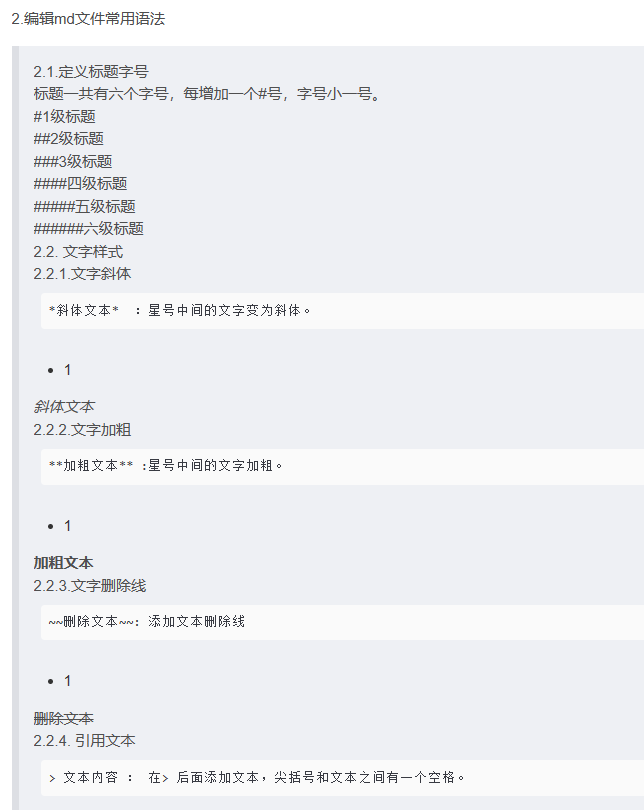 2.编辑md文件常用语法
2.1.定义标题字号
标题一共有六个字号，每增加一个#号，字号小一号。
#1级标题
##2级标题
###3级标题
####四级标题
#####五级标题
######六级标题
2.2. 文字样式
2.2.1.文字斜体
*斜体文本*  ：星号中间的文字变为斜体。
• 1
斜体文本
2.2.2.文字加粗
**加粗文本** :星号中间的文字加粗。
• 1
加粗文本
2.2.3.文字删除线
~~删除文本~~: 添加文本删除线
• 1
删除文本
2.2.4. 引用文本
> 文本内容 ： 在> 后面添加文本，尖括号和文本之间有一个空格。